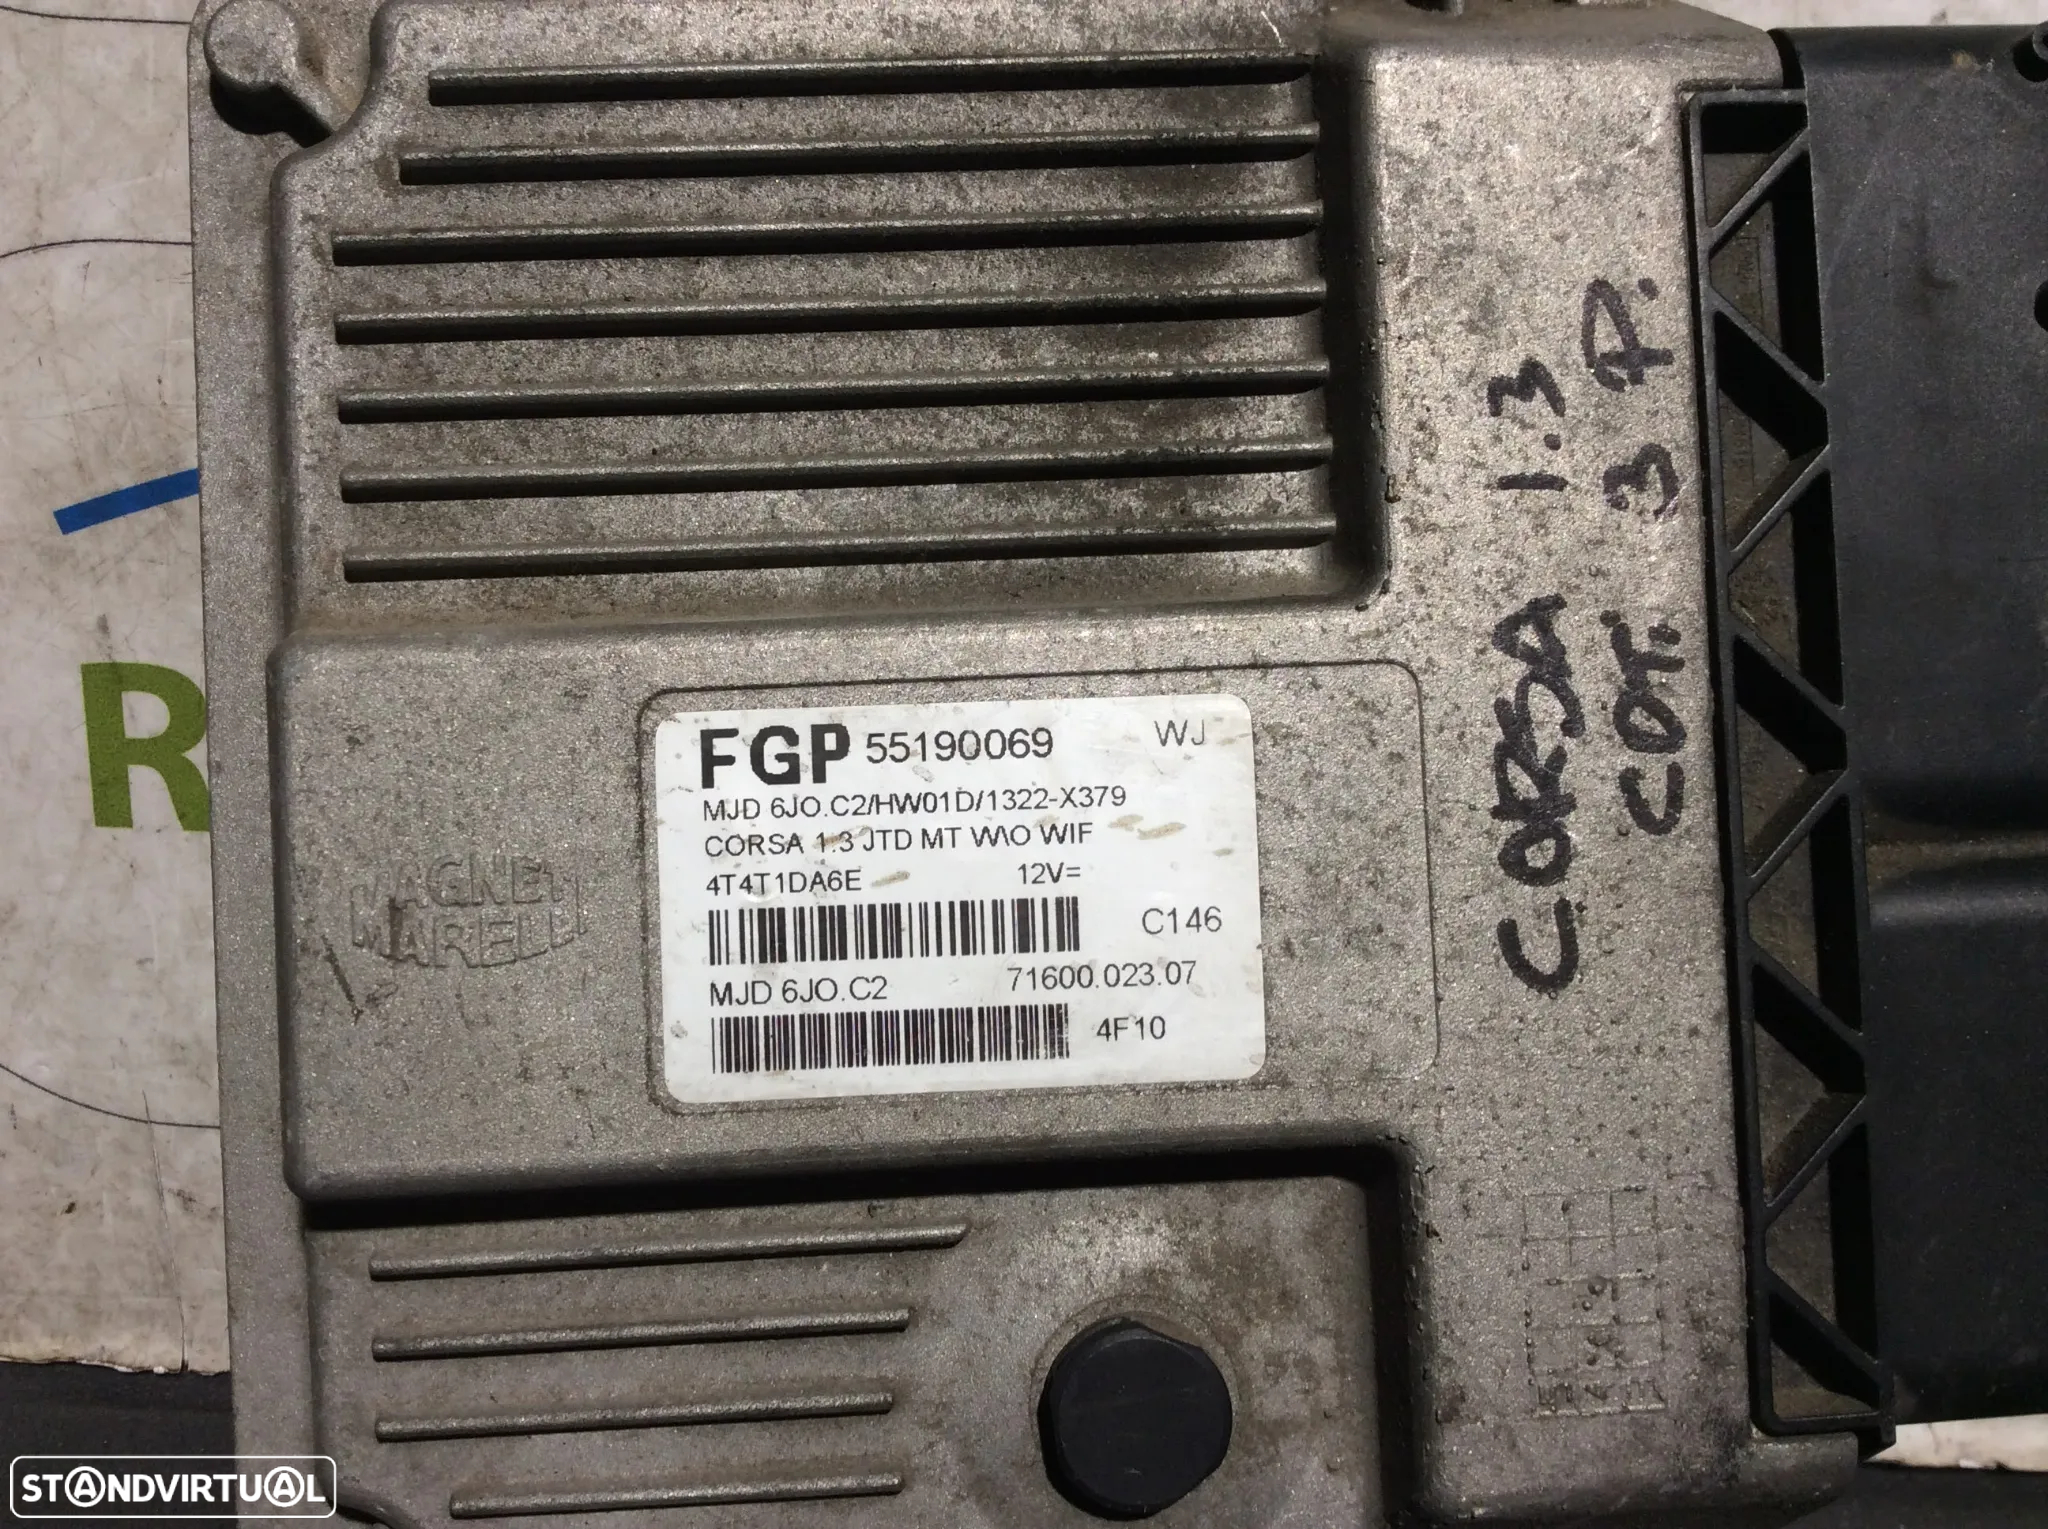 FGP 55190069 WJ
MJD 6JO.C2/HW01D/1322-X379
CORSA 1.3 JTD MT W\O WIF
4T4T1DA6E 12V=
C146
MJD 6JO.C2 71600.023.07
4F10
MAGNETI
MARELLI
CORSA 1.3
COR. 3 A.
R
STANDVIRTUAL